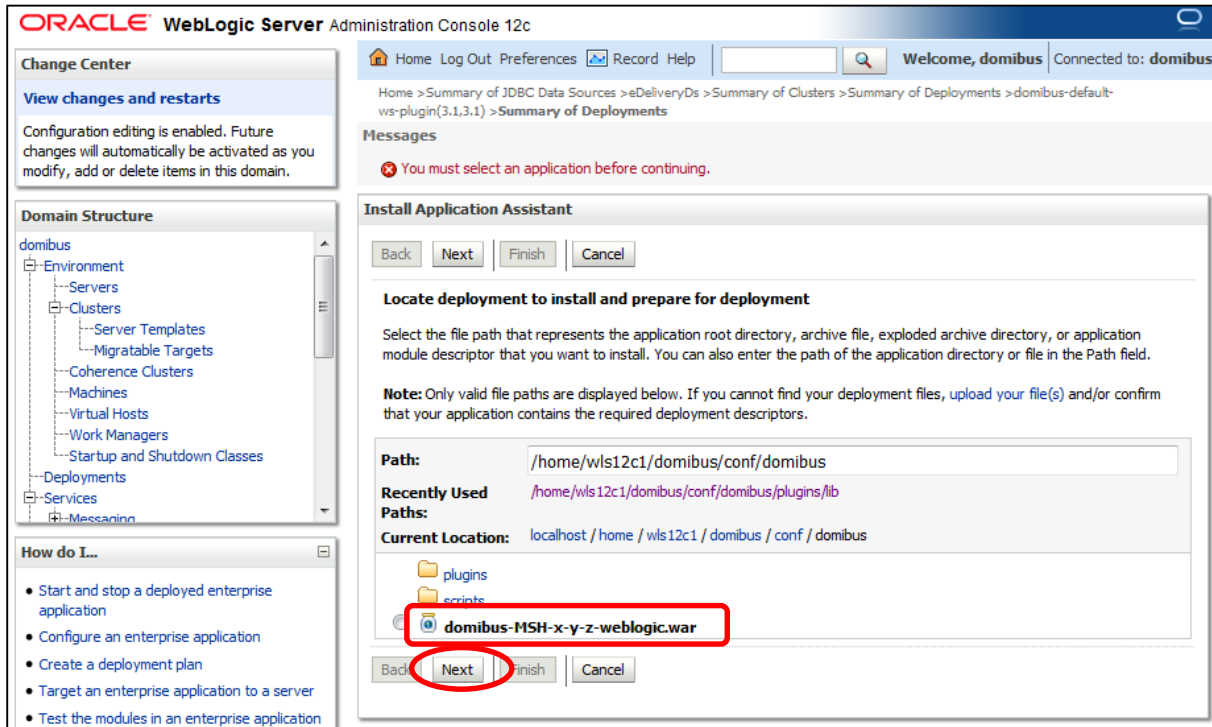 ORACLE WebLogic Server Administration Console 12c
Change Center
View changes and restarts
Configuration editing is enabled. Future
changes will automatically be activated as you
modify, add or delete items in this domain.
Domain Structure
domibus
Environment
Servers
Clusters
Server Templates
Migratable Targets
Coherence Clusters
Machines
Virtual Hosts
Work Managers
Startup and Shutdown Classes
Deployments
Services
Messaging
How do I...
Start and stop a deployed enterprise
application
Configure an enterprise application
Create a deployment plan
Target an enterprise application to a server
Test the modules in an enterprise application
Home Log Out Preferences Record Help
Welcome, domibus Connected to: domibus
Home >Summary of JDBC Data Sources >eDeliveryDs >Summary of Clusters >Summary of Deployments >domibus-default-
ws-plugin(3.1,3.1) >Summary of Deployments
Messages
You must select an application before continuing.
Install Application Assistant
Back Next Finish Cancel
Locate deployment to install and prepare for deployment
Select the file path that represents the application root directory, archive file, exploded archive directory, or application
module descriptor that you want to install. You can also enter the path of the application directory or file in the Path field.
Note: Only valid file paths are displayed below. If you cannot find your deployment files, upload your file(s) and/or confirm
that your application contains the required deployment descriptors.
Path: /home/wls12c1/domibus/conf/domibus
Recently Used /home/wls12c1/domibus/conf/domibus/plugins/lib
Paths:
Current Location: localhost / home / wls12c1 / domibus / conf / domibus
plugins
scripts
domibus-MSH-x-y-z-weblogic.war
Back Next Finish Cancel